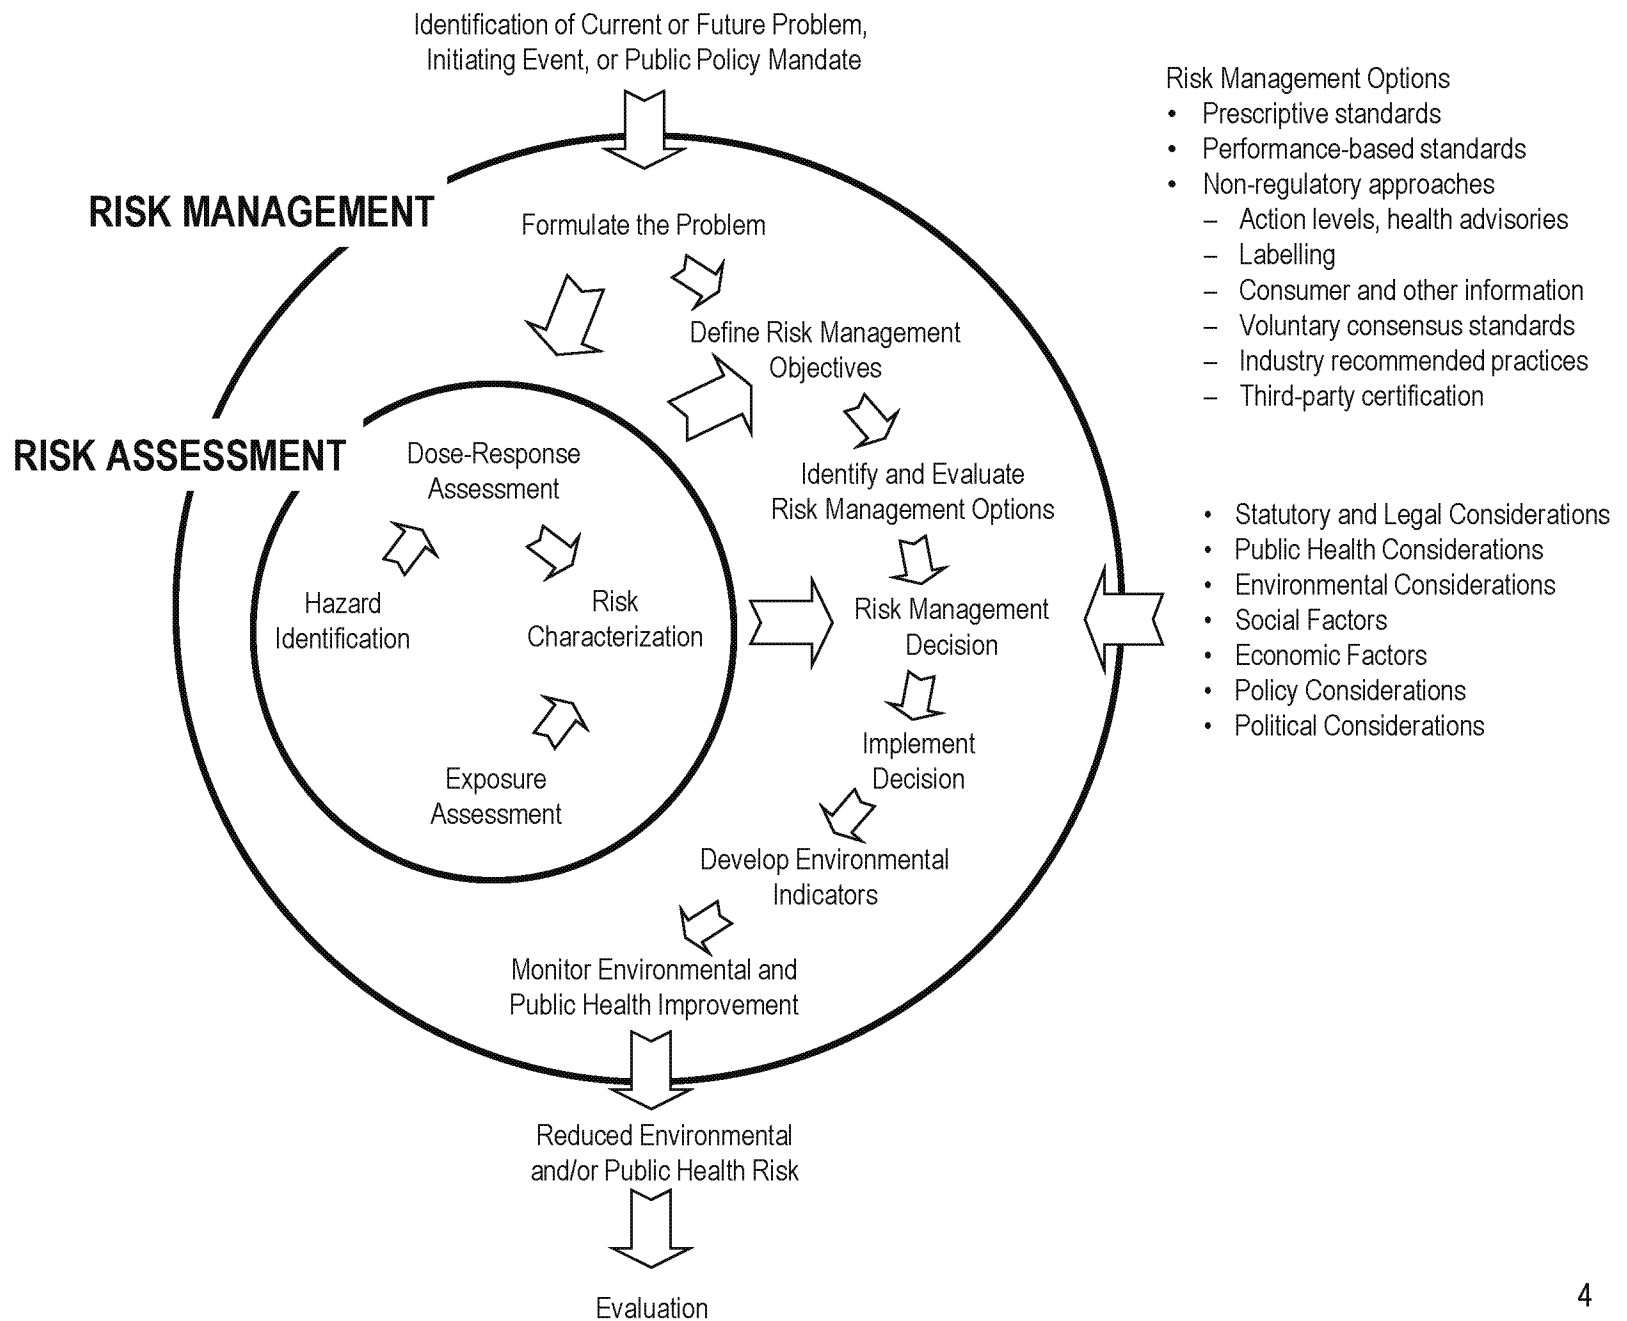 Identification of Current or Future Problem,
Initiating Event, or Public Policy Mandate
RISK MANAGEMENT
Formulate the Problem
Define Risk Management
Objectives
RISK ASSESSMENT
Dose-Response
Assessment
Identify and Evaluate
Risk Management Options
Hazard
Identification
Risk
Characterization
Risk Management
Decision
Exposure
Assessment
Implement
Decision
Develop Environmental
Indicators
Monitor Environmental and
Public Health Improvement
Reduced Environmental
and/or Public Health Risk
Evaluation
Risk Management Options
• Prescriptive standards
• Performance-based standards
• Non-regulatory approaches
– Action levels, health advisories
– Labelling
– Consumer and other information
– Voluntary consensus standards
– Industry recommended practices
– Third-party certification
• Statutory and Legal Considerations
• Public Health Considerations
• Environmental Considerations
• Social Factors
• Economic Factors
• Policy Considerations
• Political Considerations
4